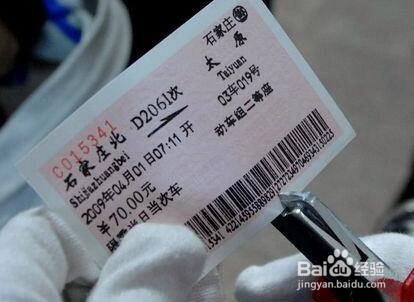 C015341 石家庄
石家庄北 D2061次 太原
Shijiazhuangbei Taiyuan
2009年04月01日07:11开 03车019号
￥70.00元 动车组二等座
限乘当日当次车
Baidu百度经验
jingyan.baidu.com